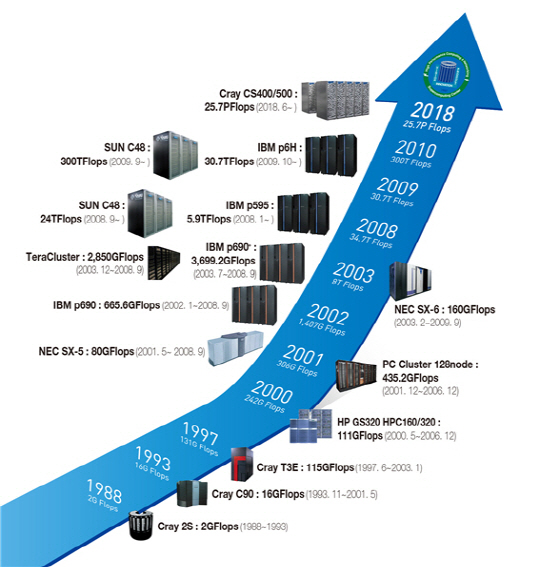 Cray CS400/500 :
25.7PFlops (2018. 6~ )
2018
25.7P Flops
SUN C48 :
300TFlops (2009. 9~ )
IBM p6H :
30.7TFlops (2009. 10~ )
2010
300T Flops
2009
30.7T Flops
SUN C48 :
24TFlops (2008. 9~ )
IBM p595 :
5.9TFlops (2008. 1~ )
2008
34.7T Flops
TeraCluster : 2,850GFlops
(2003. 12~2008. 9)
IBM p690+ :
3,699.2GFlops
(2003. 7~2008. 9)
2003
8T Flops
NEC SX-6 : 160GFlops
(2003. 2~2009. 9)
IBM p690 : 665.6GFlops (2002. 1~2008. 9)
2002
1,407G Flops
NEC SX-5 : 80GFlops (2001. 5~ 2008. 9)
2001
306G Flops
PC Cluster 128node :
435.2GFlops
(2001. 12~2006. 12)
2000
242G Flops
HP GS320 HPC160/320 :
111GFlops (2000. 5~2006. 12)
1997
131G Flops
Cray T3E : 115GFlops (1997. 6~2003. 1)
1993
16G Flops
Cray C90 : 16GFlops (1993. 11~2001. 5)
1988
2G Flops
Cray 2S : 2GFlops (1988~1993)